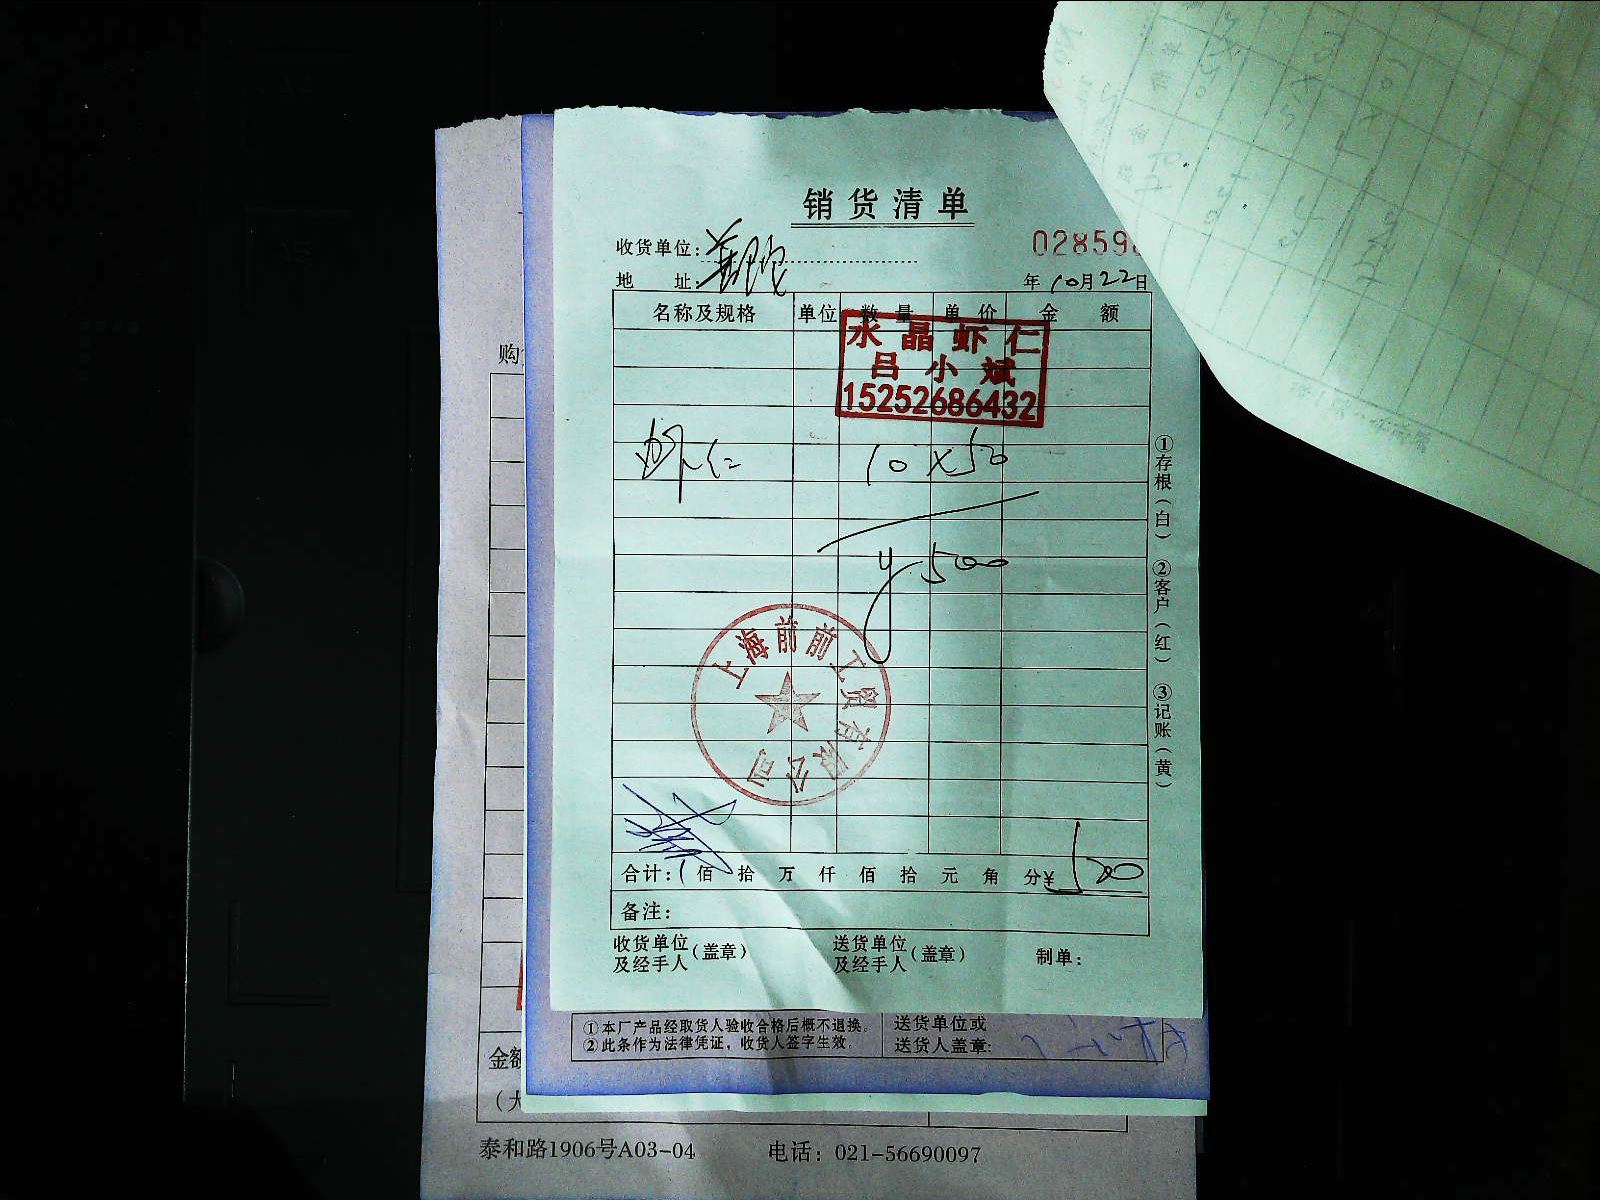 销货清单
收货单位:
02859
地 址:
年10月22日
名称及规格 单位 数量 单价 金额
水晶虾仁
吕小斌
15252686432
虾仁 10×50
¥500
上海前前工贸有限公司
合计: 佰 拾 万 仟 佰 拾 元 角 分¥500
备注:
收货单位及经手人(盖章) 送货单位及经手人(盖章) 制单:
①存根(白) ②客户(红) ③记账(黄)
购
①本厂产品经取货人验收合格后概不退换。
②此条作为法律凭证，收货人签字生效。
送货单位或
送货人盖章:
金额
(大
泰和路1906号A03-04 电话：021-56690097